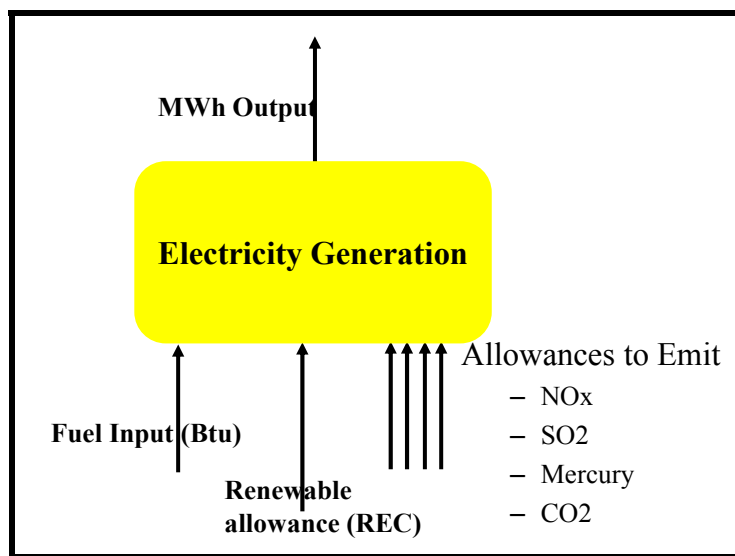 MWh Output
Electricity Generation
Allowances to Emit
– NOx
– SO2
– Mercury
– CO2
Fuel Input (Btu)
Renewable
allowance (REC)